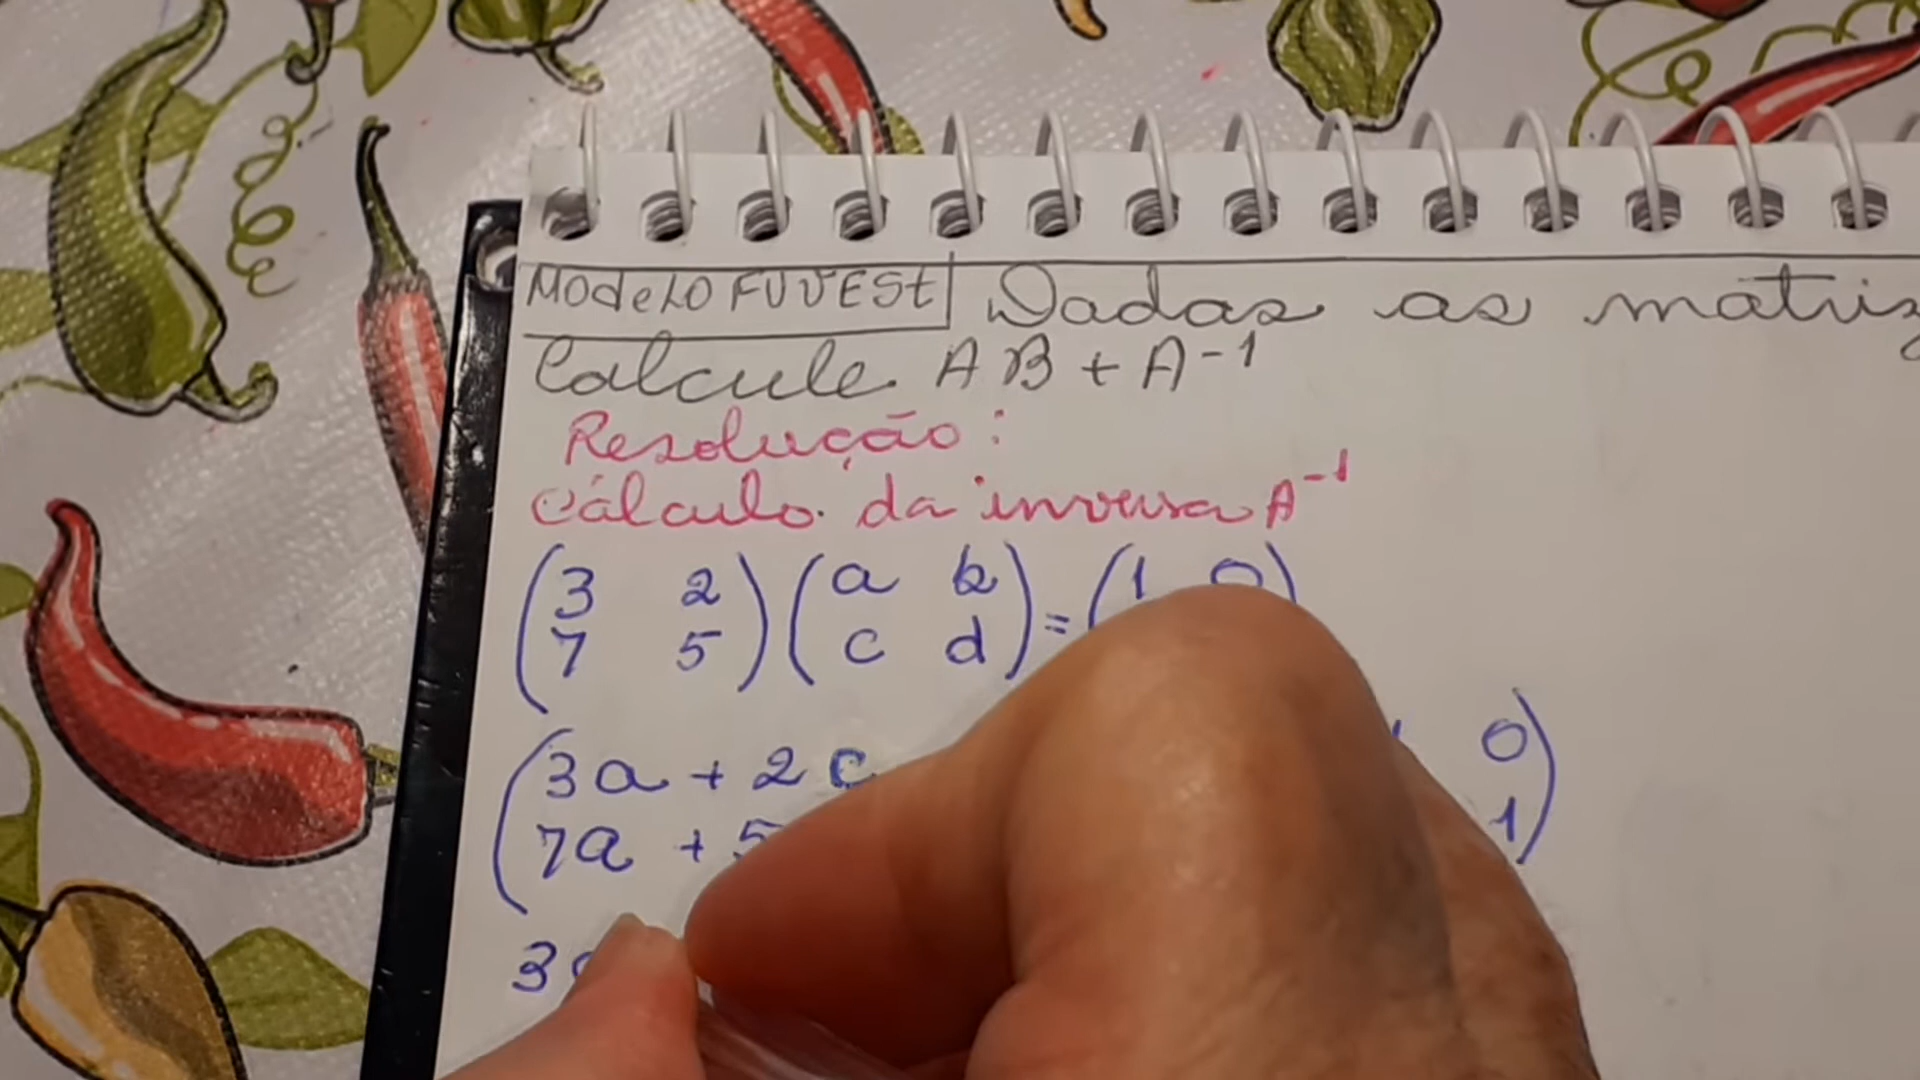 Modelo FUVEST Dadas as matriz
Calcule AB + A⁻¹
Resolução:
Cálculo da inversa A⁻¹
(3 2) (a b) = (1 0)
(7 5) (c d)
(3a + 2c 0)
(7a + 5 1)
3